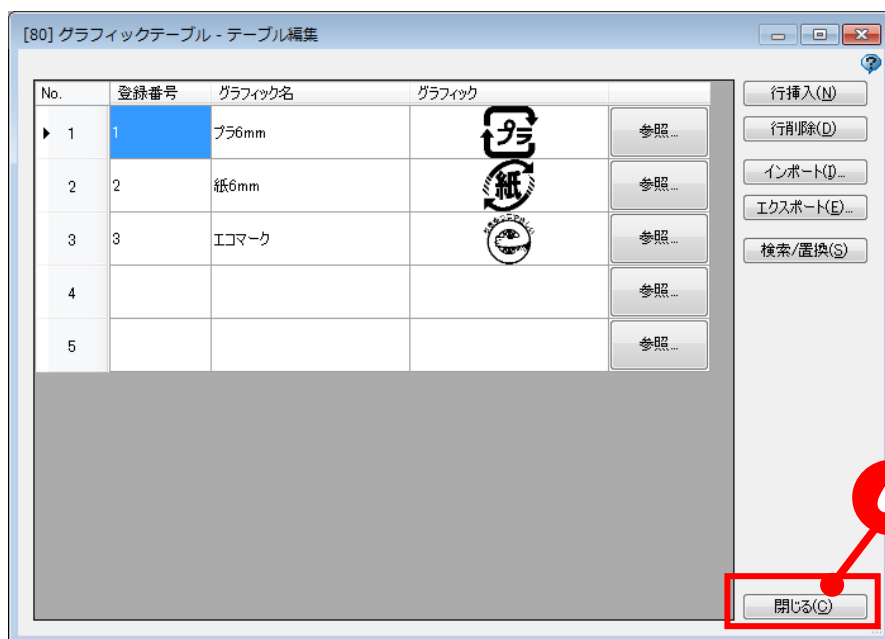 [80] グラフィックテーブル - テーブル編集
No. 登録番号 グラフィック名 グラフィック
行挿入(N)
1 1 プラ6mm プラ 参照...
行削除(D)
2 2 紙6mm 紙 参照...
インポート(I)...
エクスポート(E)...
3 3 エコマーク 参照...
検索/置換(S)
4 参照...
5 参照...
閉じる(C)